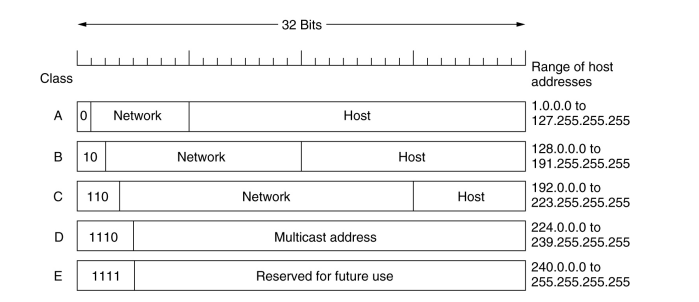 32 Bits
Range of host
addresses
Class
A
0
Network
Host
1.0.0.0 to
127.255.255.255
B
10
Network
Host
128.0.0.0 to
191.255.255.255
C
110
Network
Host
192.0.0.0 to
223.255.255.255
D
1110
Multicast address
224.0.0.0 to
239.255.255.255
E
1111
Reserved for future use
240.0.0.0 to
255.255.255.255